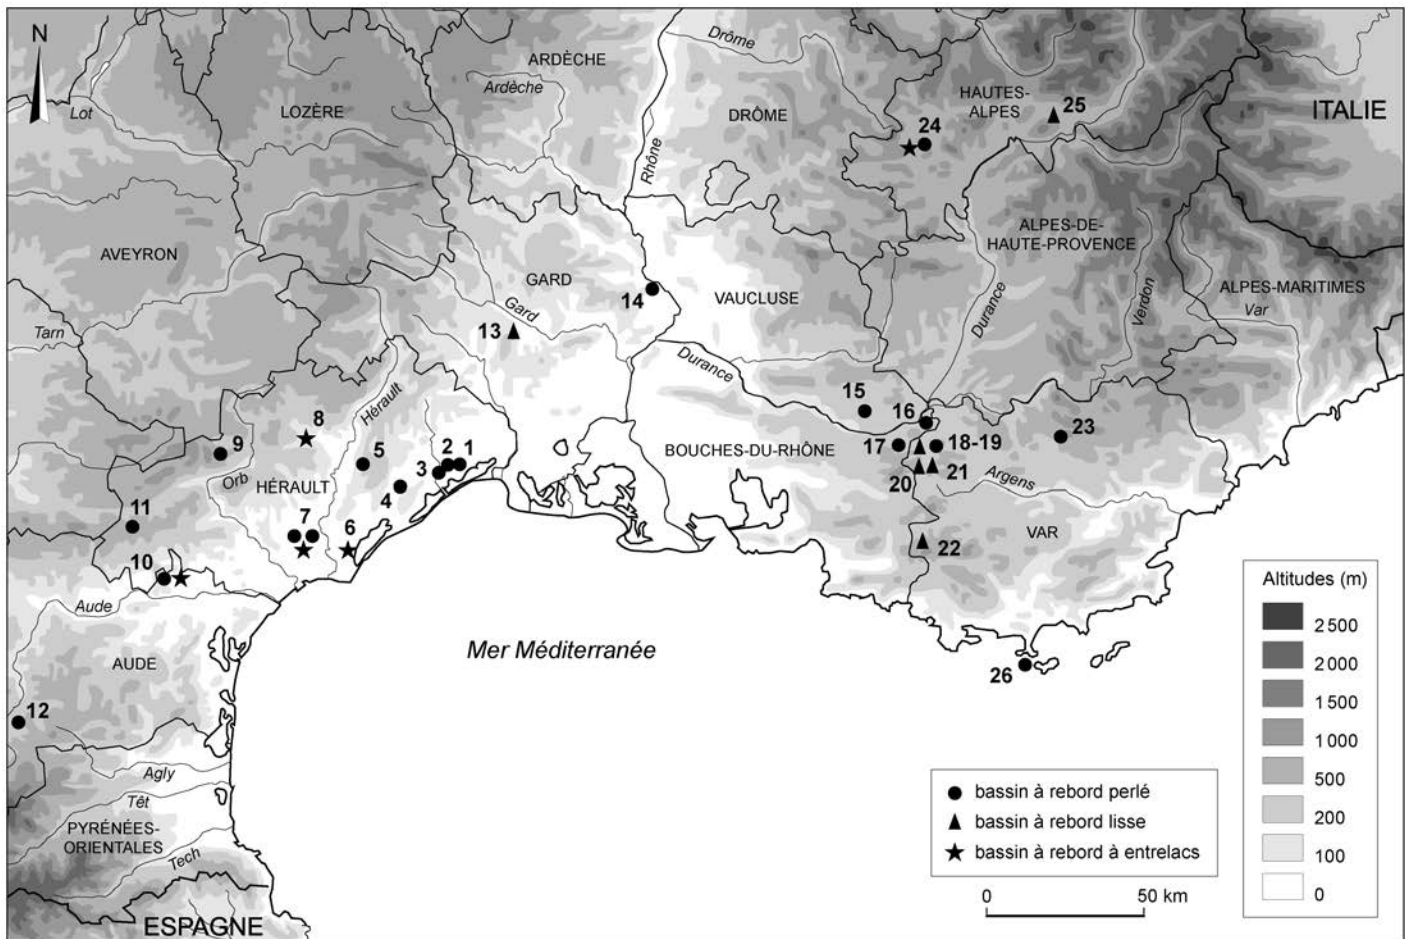 N
Lot
LOZÈRE
ARDÈCHE
Ardèche
Rhône
Drôme
DRÔME
HAUTES-
ALPES
25
24
ITALIE
AVEYRON
Tarn
GARD
Gard
13
14
VAUCLUSE
Durance
ALPES-DE-
HAUTE-PROVENCE
Durance
Verdon
ALPES-MARITIMES
Var
8
Hérault
9
Orb
HÉRAULT
5
2
1
3
4
7
6
11
10
Aude
AUDE
12
Agly
Têt
PYRÉNÉES-
ORIENTALES
Tech
ESPAGNE
BOUCHES-DU-RHÔNE
15
16
17
18-19
20
21
Argens
23
22
VAR
26
Mer Méditerranée
bassin à rebord perlé
bassin à rebord lisse
bassin à rebord à entrelacs
0
50 km
Altitudes (m)
2 500
2 000
1 500
1 000
500
200
100
0